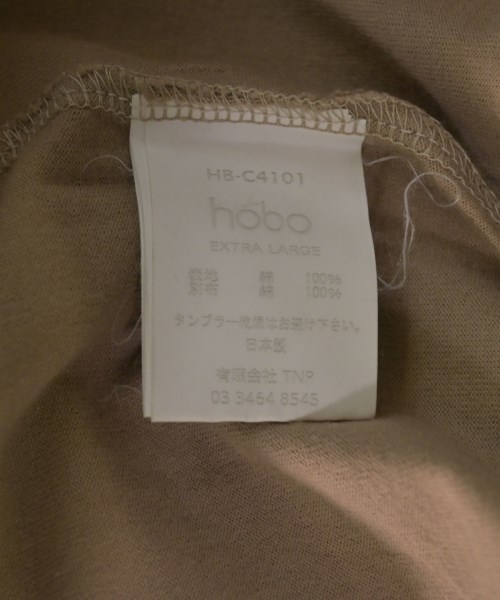 HB-C4101
hobo
EXTRA LARGE
表地 綿 100%
別布 綿 100%
タンブラー乾燥はお避け下さい。
日本製
有限会社 TNP
03 3464 8545